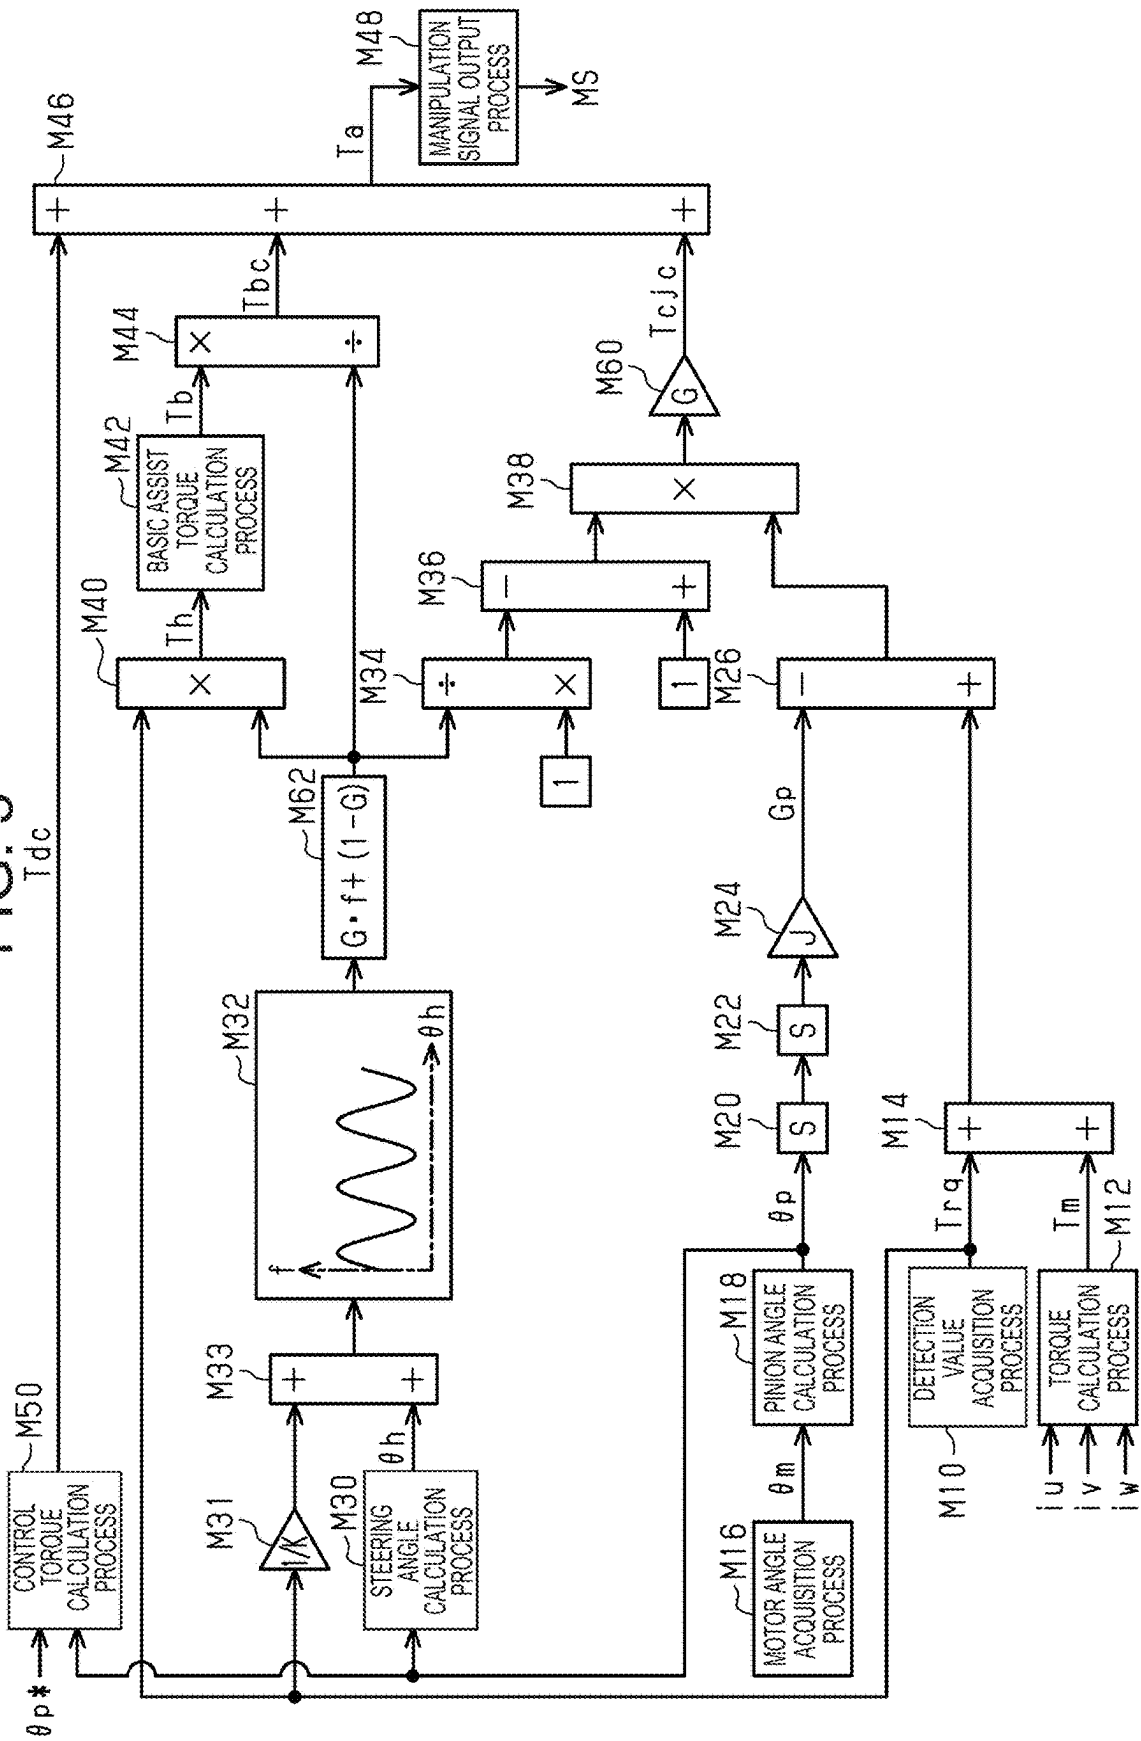 FIG. 9
θp*
CONTROL
TORQUE
CALCULATION
PROCESS
M50
Tdc
M46
+
+
+
Ta
M48
MANIPULATION
SIGNAL OUTPUT
PROCESS
MS
M40
×
Th
M42
BASIC ASSIST
TORQUE
CALCULATION
PROCESS
Tb
M44
×
÷
Tbc
M31
1/K
M30
STEERING
ANGLE
CALCULATION
PROCESS
θh
M33
+
+
M32
f
θh
M62
G・f+(1-G)
M34
÷
×
1
M36
−
+
1
M38
×
M60
G
Tcjc
M16
MOTOR ANGLE
ACQUISITION
PROCESS
θm
M18
PINION ANGLE
CALCULATION
PROCESS
θp
M20
S
M22
S
M24
J
Gp
M26
−
+
M10
DETECTION
VALUE
ACQUISITION
PROCESS
Trq
M14
+
+
iu
iv
iw
TORQUE
CALCULATION
PROCESS
M12
Tm